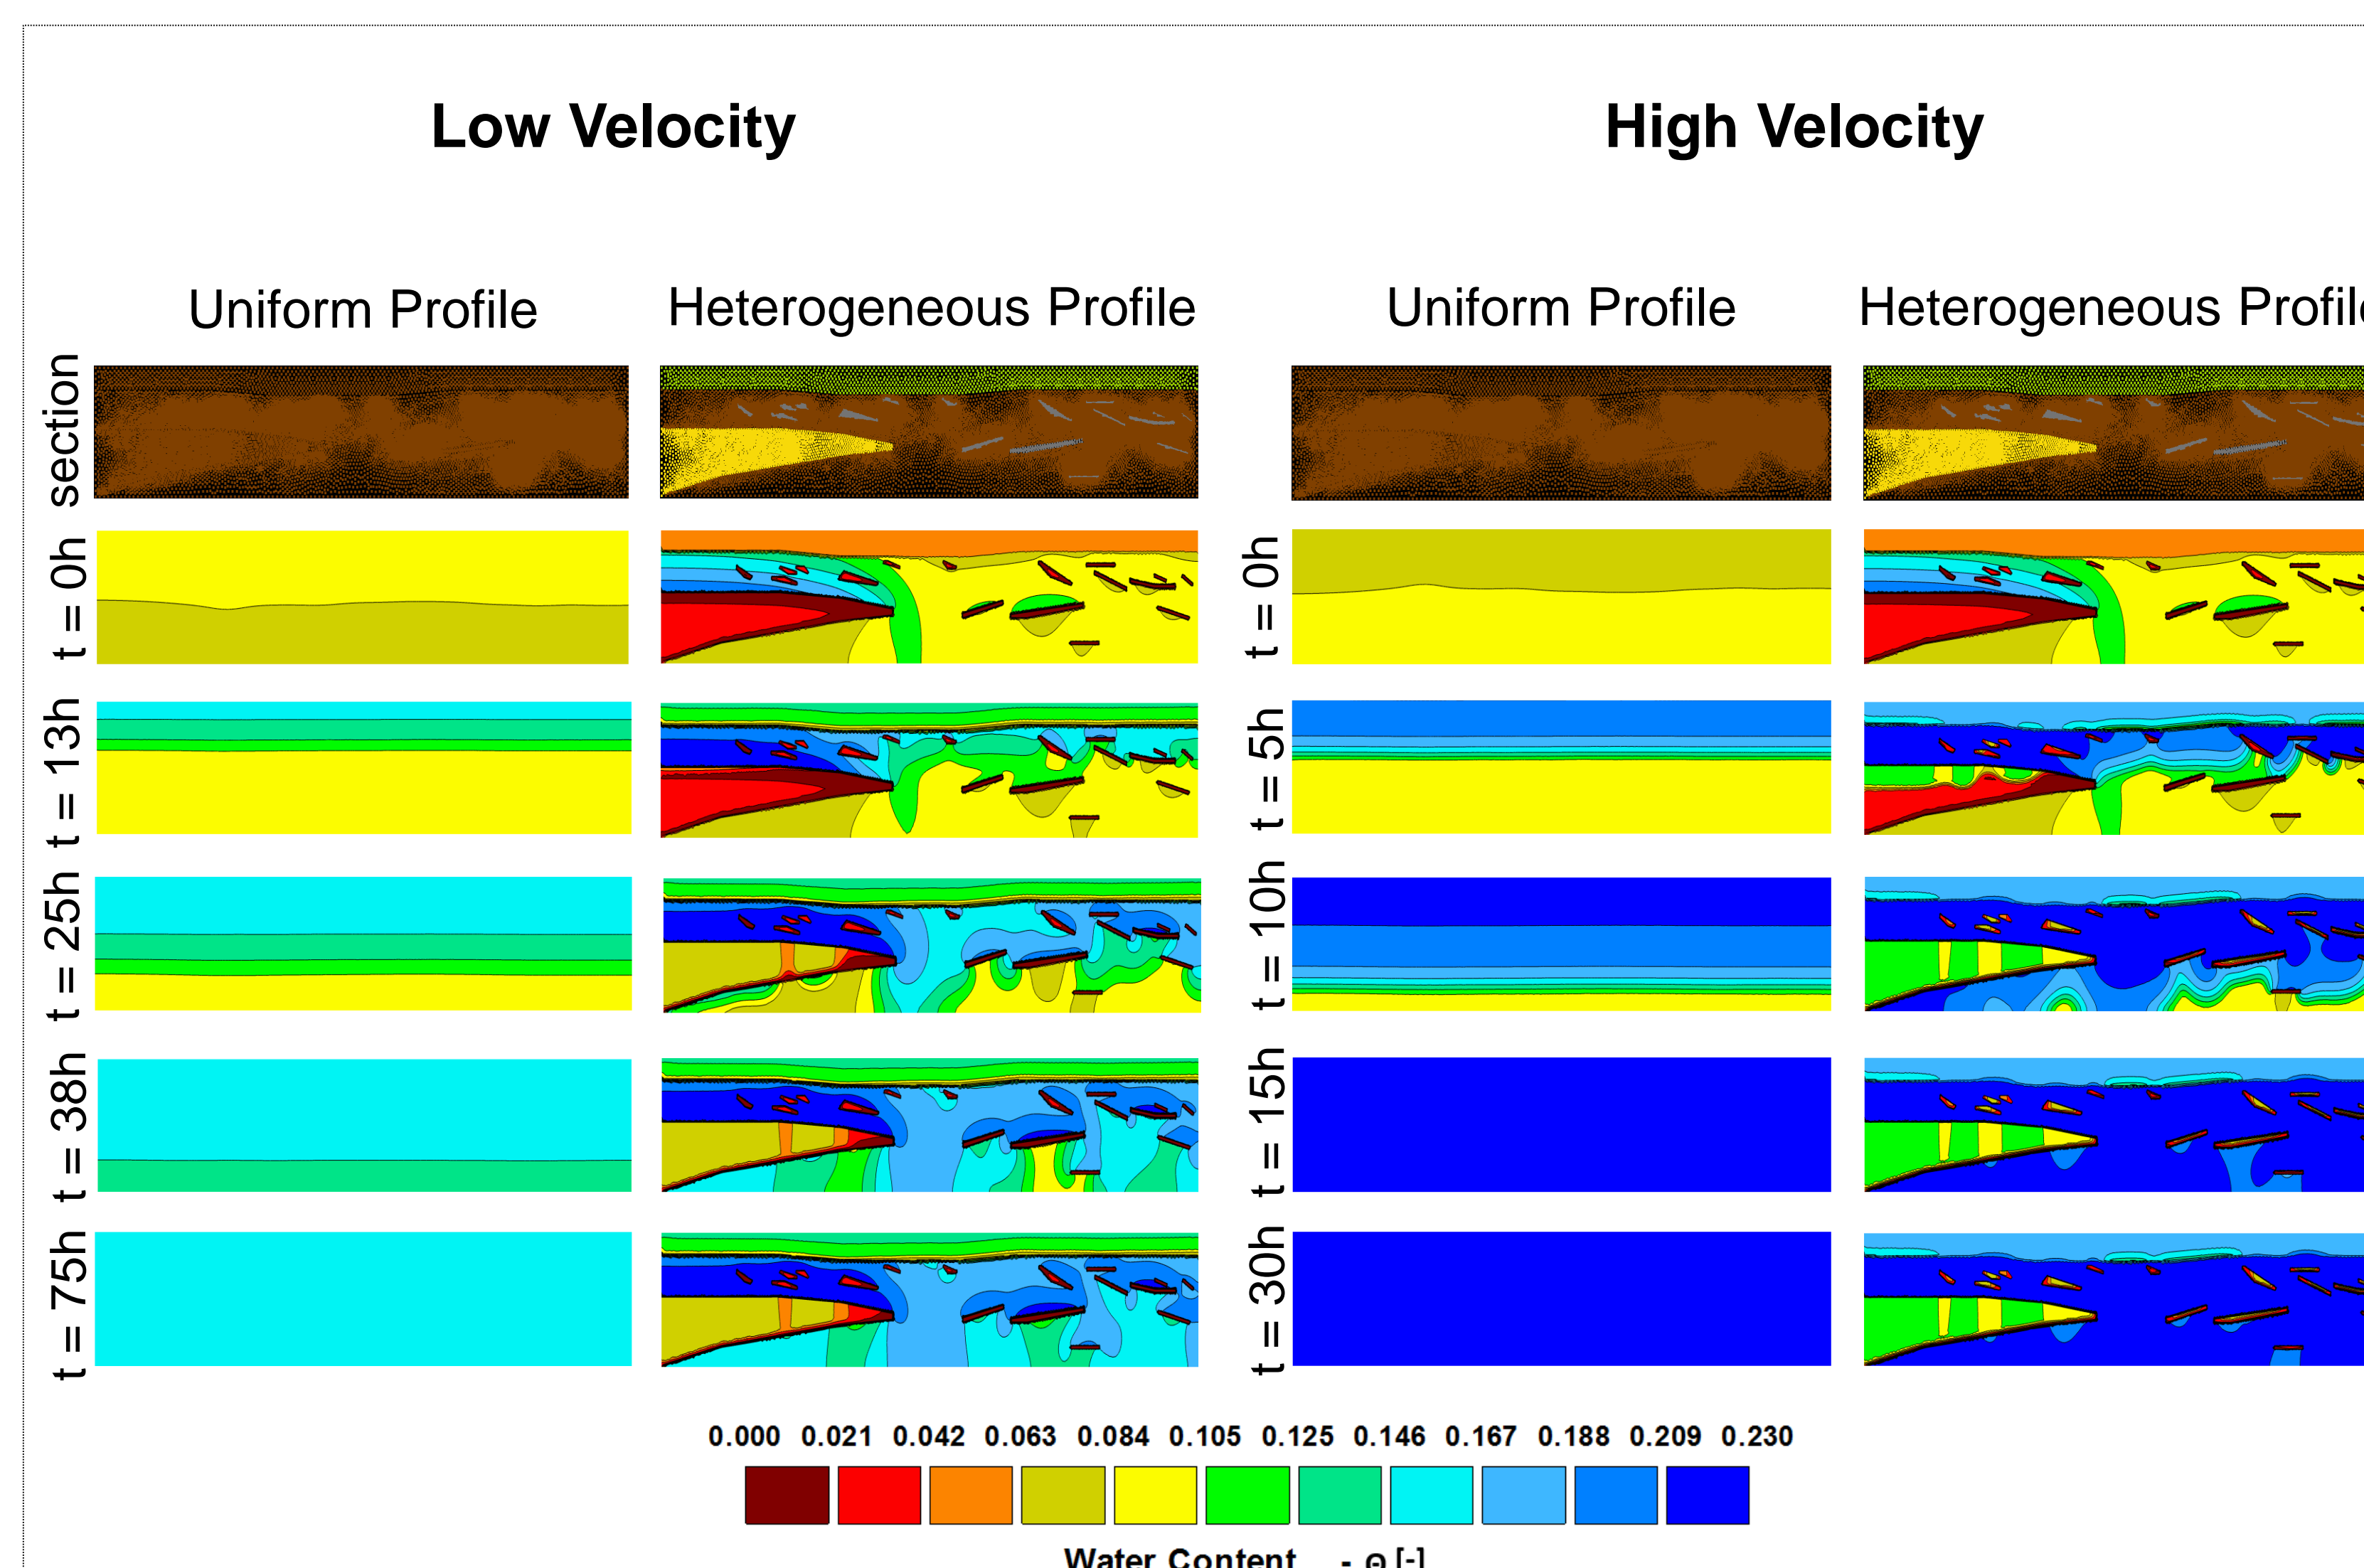 Low Velocity
High Velocity
Uniform Profile
Heterogeneous Profile
Uniform Profile
Heterogeneous Profile
section
t = 0h
t = 13h
t = 25h
t = 38h
t = 75h
t = 0h
t = 5h
t = 10h
t = 15h
t = 30h
0.000 0.021 0.042 0.063 0.084 0.105 0.125 0.146 0.167 0.188 0.209 0.230
Water Content - Θ [-]